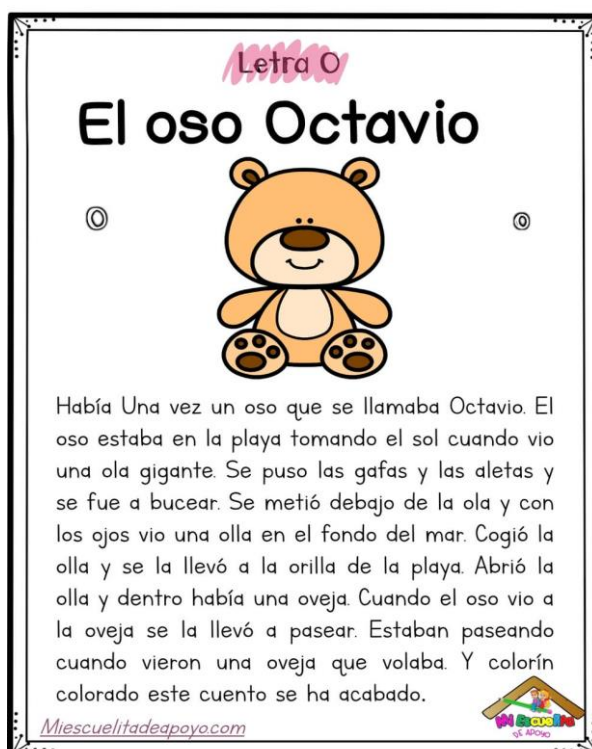 Letra O
El oso Octavio
O
O
Había Una vez un oso que se llamaba Octavio. El
oso estaba en la playa tomando el sol cuando vio
una ola gigante. Se puso las gafas y las aletas y
se fue a bucear. Se metió debajo de la ola y con
los ojos vio una olla en el fondo del mar. Cogió la
olla y se la llevó a la orilla de la playa. Abrió la
olla y dentro había una oveja. Cuando el oso vio a
la oveja se la llevó a pasear. Estaban paseando
cuando vieron una oveja que volaba. Y colorín
colorado este cuento se ha acabado.
Miescuelitadeapoyo.com
Mi Escuelita
DE APOYO